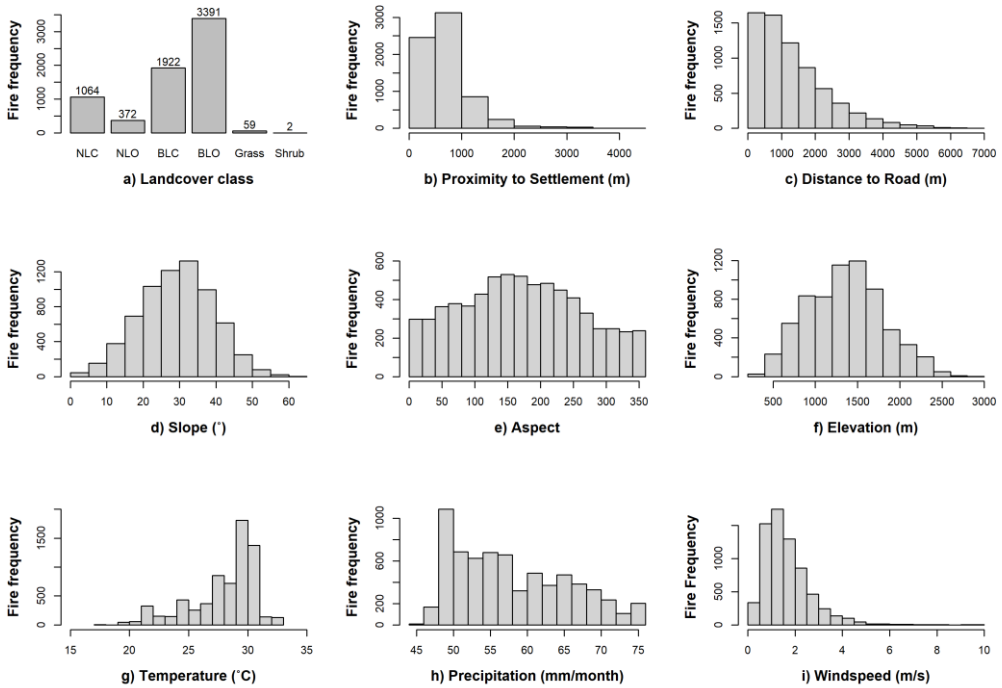 Fire frequency
0 1000 3000
1064 372 1922 3391 59 2
NLC NLO BLC BLO Grass Shrub
a) Landcover class
Fire frequency
0 1000 2000 3000
0 1000 2000 3000 4000
b) Proximity to Settlement (m)
Fire frequency
0 500 1000 1500
0 1000 2000 3000 4000 5000 6000 7000
c) Distance to Road (m)
Fire frequency
0 400 800 1200
0 10 20 30 40 50 60
d) Slope (˚)
Fire frequency
0 200 400 600
0 50 100 150 200 250 300 350
e) Aspect
Fire frequency
0 400 800 1200
500 1000 1500 2000 2500 3000
f) Elevation (m)
Fire frequency
0 500 1500
15 20 25 30 35
g) Temperature (˚C)
Fire frequency
0 200 600 1000
45 50 55 60 65 70 75
h) Precipitation (mm/month)
Fire Frequency
0 500 1500
0 2 4 6 8 10
i) Windspeed (m/s)